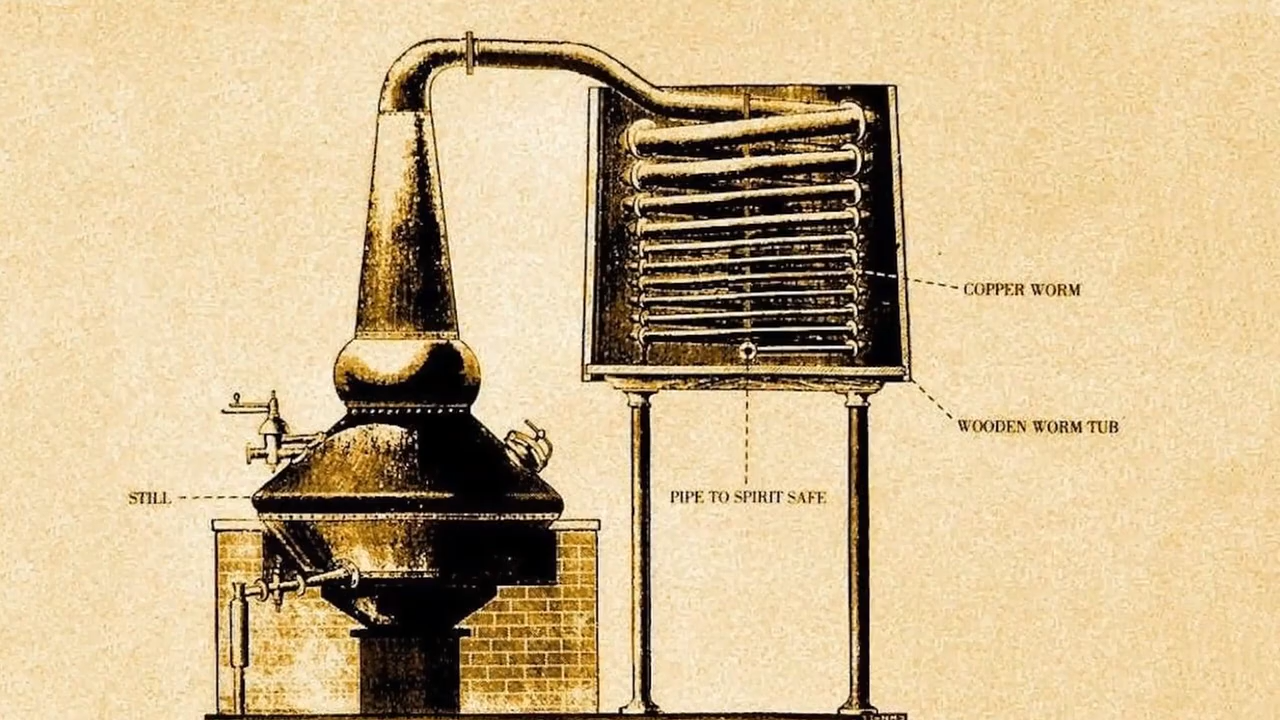 COPPER WORM
WOODEN WORM TUB
STILL
PIPE TO SPIRIT SAFE